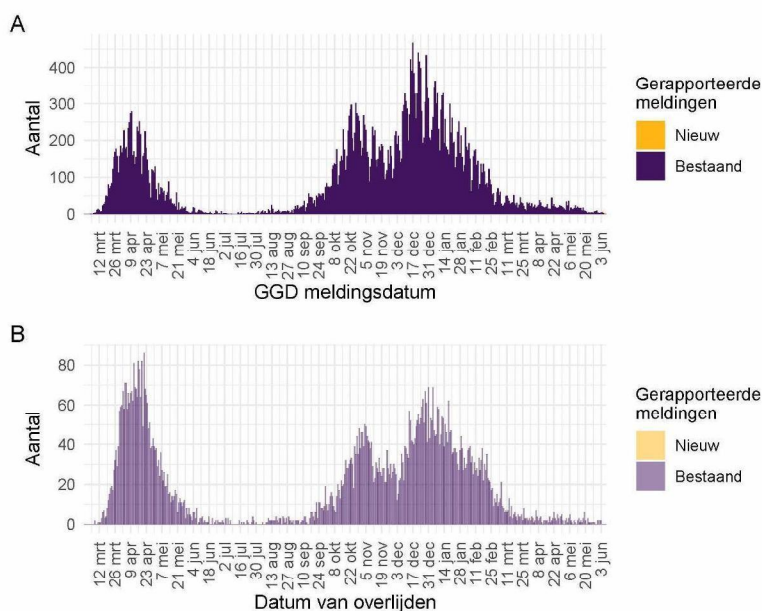 A
Aantal
400
300
200
100
0
12 mrt
26 mrt
9 apr
23 apr
7 mei
21 mei
4 jun
18 jun
2 jul
16 jul
30 jul
13 aug
27 aug
10 sep
24 sep
8 okt
22 okt
5 nov
19 nov
3 dec
17 dec
31 dec
14 jan
28 jan
11 feb
25 feb
11 mrt
25 mrt
8 apr
22 apr
6 mei
20 mei
3 jun
GGD meldingsdatum
Gerapporteerde
meldingen
Nieuw
Bestaand
B
Aantal
80
60
40
20
0
12 mrt
26 mrt
9 apr
23 apr
7 mei
21 mei
4 jun
18 jun
2 jul
16 jul
30 jul
13 aug
27 aug
10 sep
24 sep
8 okt
22 okt
5 nov
19 nov
3 dec
17 dec
31 dec
14 jan
28 jan
11 feb
25 feb
11 mrt
25 mrt
8 apr
22 apr
6 mei
20 mei
3 jun
Datum van overlijden
Gerapporteerde
meldingen
Nieuw
Bestaand